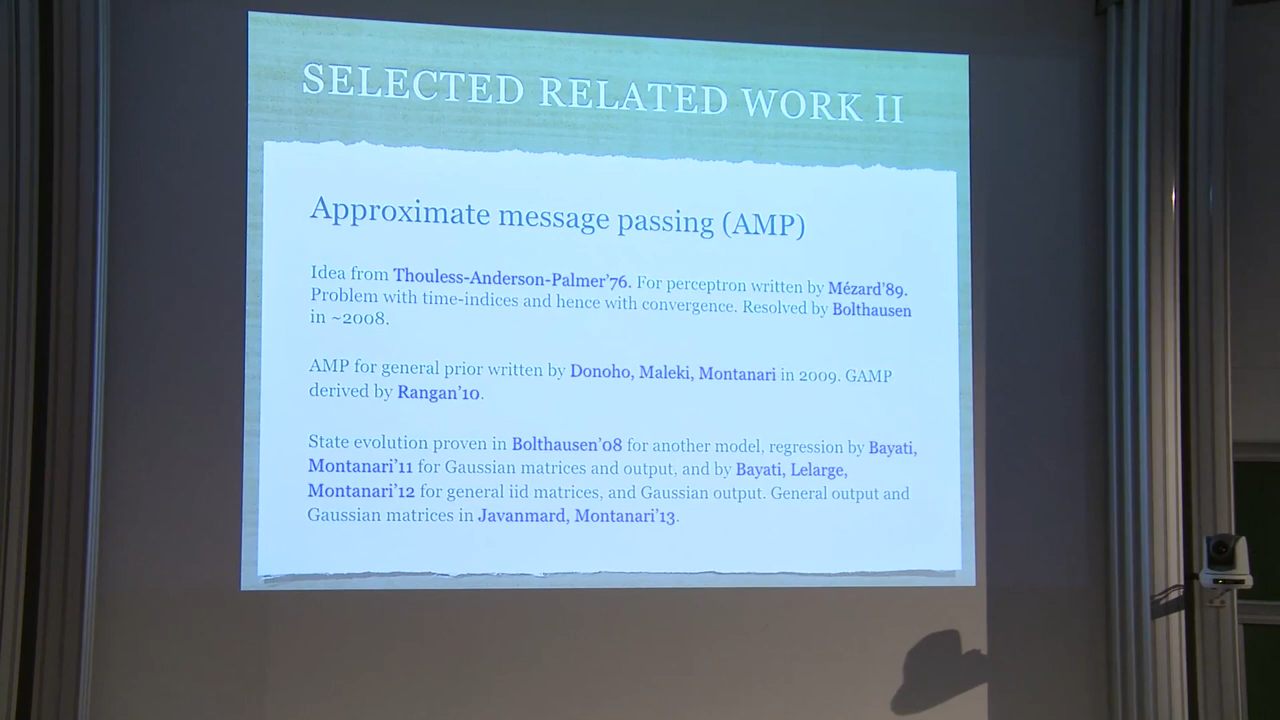 SELECTED RELATED WORK II
Approximate message passing (AMP)
Idea from Thouless-Anderson-Palmer'76. For perceptron written by Mézard'89.
Problem with time-indices and hence with convergence. Resolved by Bolthausen
in ~2008.
AMP for general prior written by Donoho, Maleki, Montanari in 2009. GAMP
derived by Rangan'10.
State evolution proven in Bolthausen'08 for another model, regression by Bayati,
Montanari'11 for Gaussian matrices and output, and by Bayati, Lelarge,
Montanari'12 for general iid matrices, and Gaussian output. General output and
Gaussian matrices in Javanmard, Montanari'13.